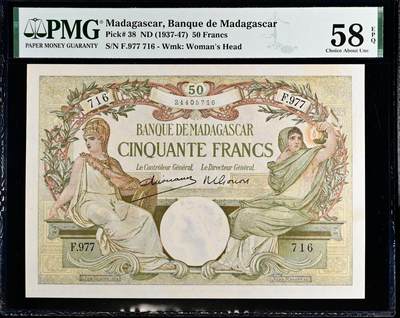 PMG
PAPER MONEY GUARANTY
Madagascar, Banque de Madagascar
Pick# 38 ND (1937-47) 50 Francs
S/N F.977 716 - Wmk: Woman's Head
58 EPQ
Choice About Unc
716
50
24405716
F.977
BANQUE DE MADAGASCAR
CINQUANTE FRANCS
Le Contrôleur Général,
Le Directeur Général,
F.977
716